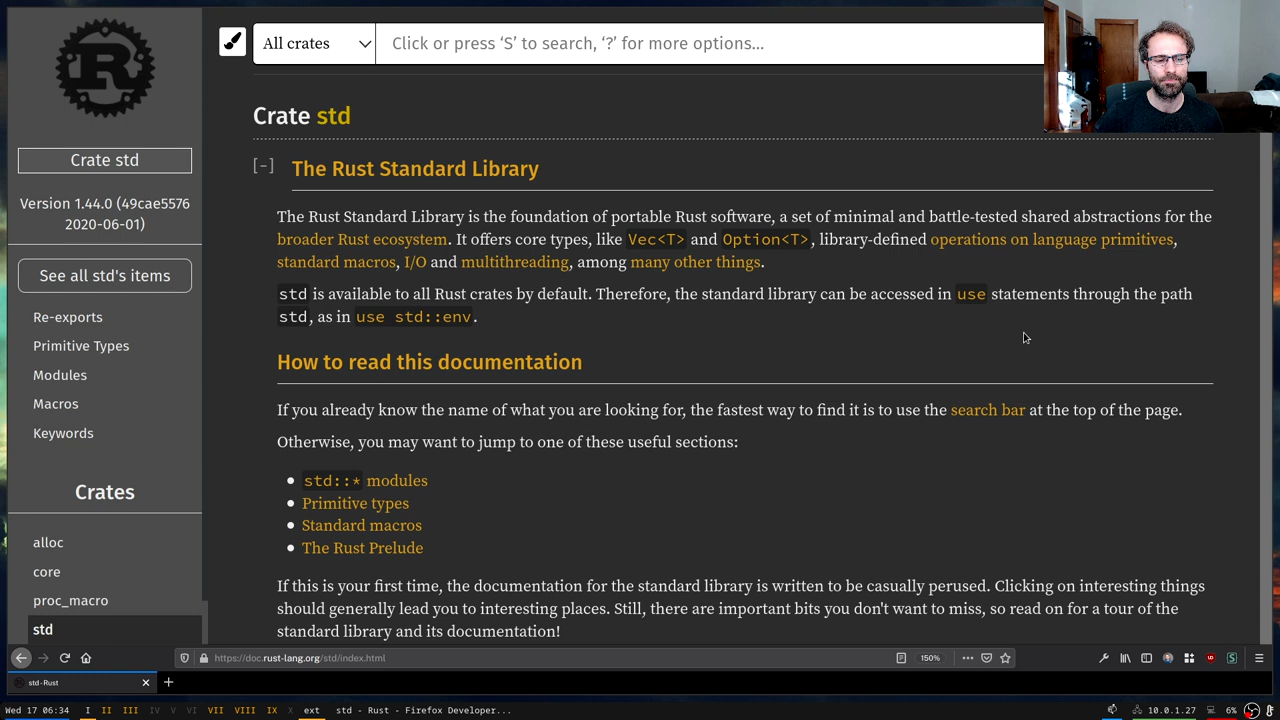 All crates
Click or press ‘S’ to search, ‘?’ for more options…
R
Crate std
Version 1.44.0 (49cae5576
2020-06-01)
See all std's items
Re-exports
Primitive Types
Modules
Macros
Keywords
Crates
alloc
core
proc_macro
std
Crate std
[-]
The Rust Standard Library
The Rust Standard Library is the foundation of portable Rust software, a set of minimal and battle-tested shared abstractions for the
broader Rust ecosystem. It offers core types, like Vec<T> and Option<T>, library-defined operations on language primitives,
standard macros, I/O and multithreading, among many other things.
std is available to all Rust crates by default. Therefore, the standard library can be accessed in use statements through the path
std, as in use std::env.
How to read this documentation
If you already know the name of what you are looking for, the fastest way to find it is to use the search bar at the top of the page.
Otherwise, you may want to jump to one of these useful sections:
• std::* modules
• Primitive types
• Standard macros
• The Rust Prelude
If this is your first time, the documentation for the standard library is written to be casually perused. Clicking on interesting things
should generally lead you to interesting places. Still, there are important bits you don't want to miss, so read on for a tour of the
standard library and its documentation!
https://doc.rust-lang.org/std/index.html
150%
std - Rust
Wed 17 06:34 I II III IV V VI VII VIII IX X ext std - Rust - Firefox Developer... 10.0.1.27 6%